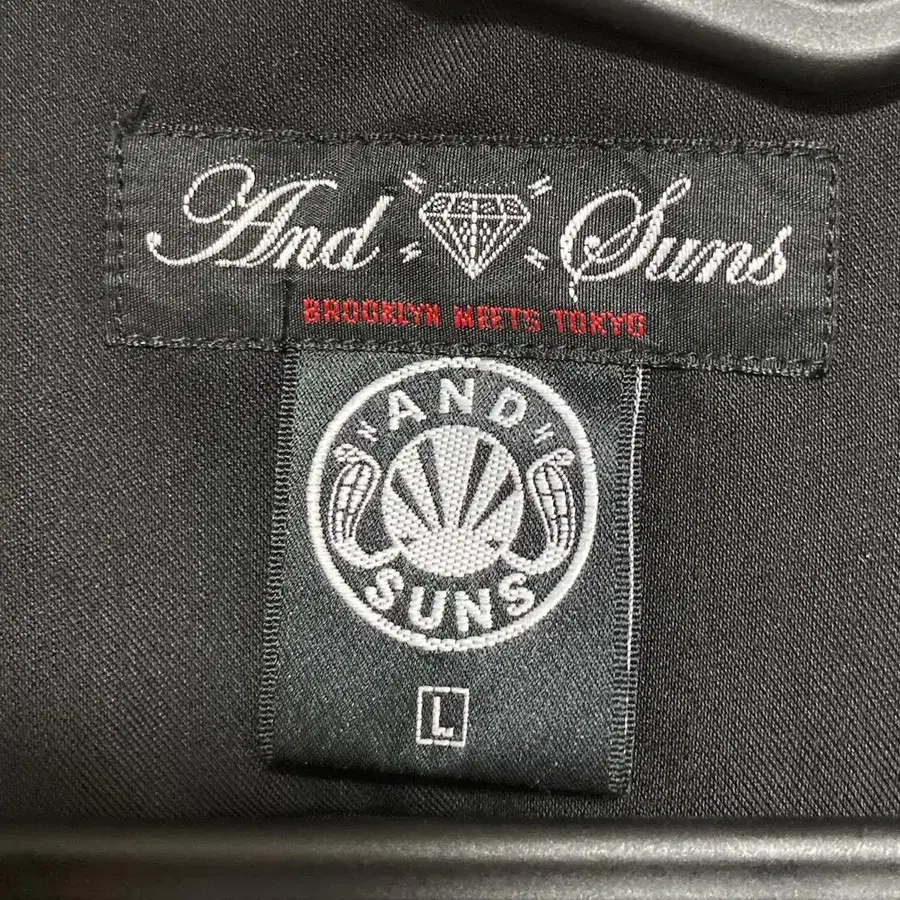 And Suns
BROOKLYN MEETS TOKYO
AND
SUNS
L